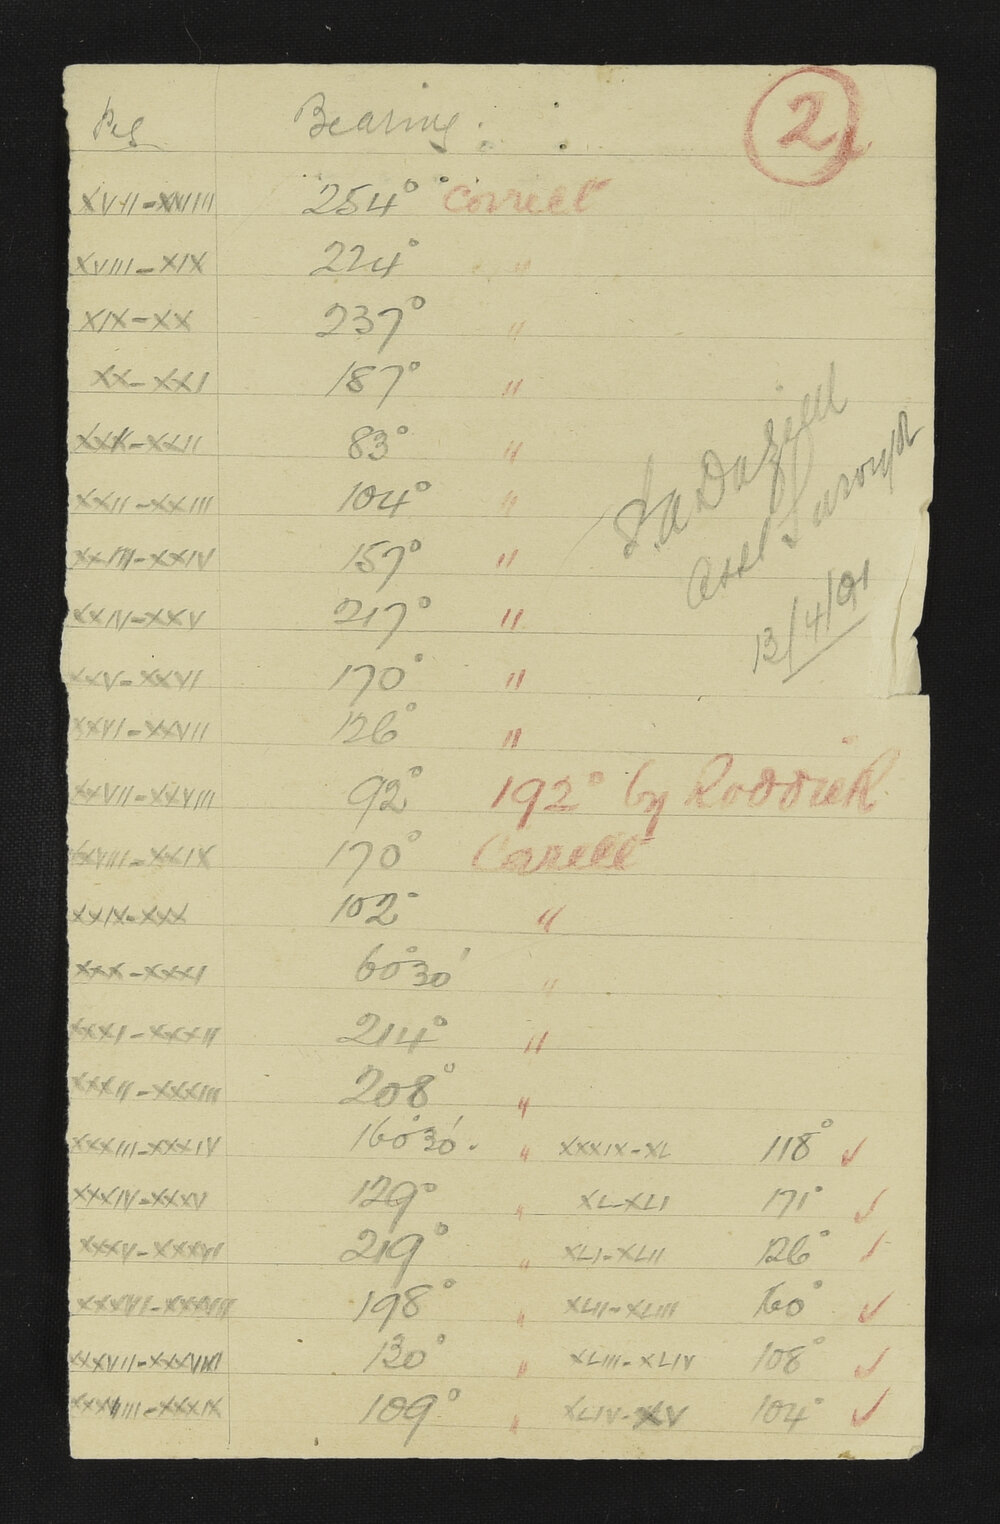 Peg Bearing. 2
XVII-XVIII 254° Correct
XVIII-XIX 224° "
XIX-XX 237° "
XX-XXI 187° "
XXI-XXII 83° "
XXII-XXIII 104° "
XXIII-XXIV 157° "
XXIV-XXV 217° "
XXV-XXVI 170° "
XXVI-XXVII 126° "
XXVII-XXVIII 92° 192° by Roddick
XXVIII-XXIX 170° Correct
XXIX-XXX 102° "
XXX-XXXI 60°30' "
XXXI-XXXII 214° "
XXXII-XXXIII 208° "
XXXIII-XXXIV 160°30'. " XXXIX-XL 118° ✓
XXXIV-XXXV 129° " XL-XLI 171° ✓
XXXV-XXXVI 219° " XLI-XLII 126° ✓
XXXVI-XXXVII 198° " XLII-XLIII 60° ✓
XXXVII-XXXVIII 130° " XLIII-XLIV 108° ✓
XXXVIII-XXXIX 109° " XLIV-XLV 104° ✓
Asst Surveyor
13/4/91